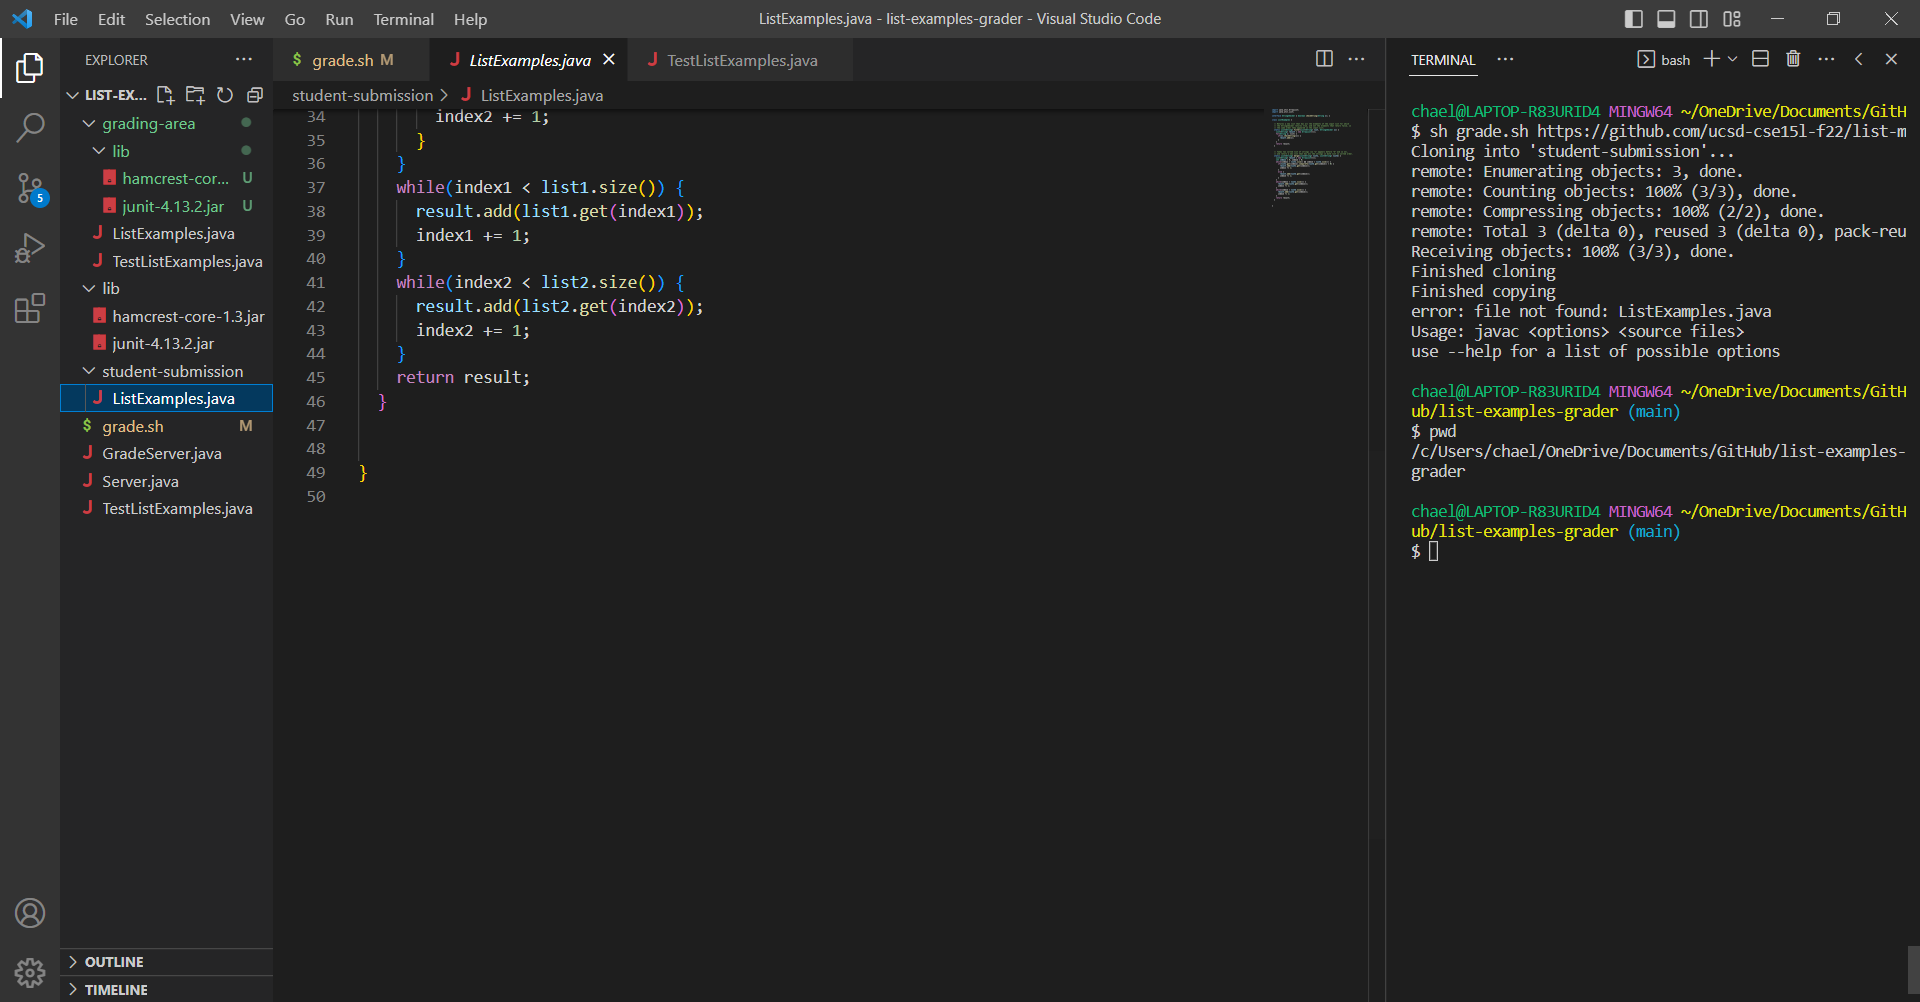 File Edit Selection View Go Run Terminal Help
ListExamples.java - list-examples-grader - Visual Studio Code
EXPLORER
LIST-EX...
grading-area
lib
hamcrest-cor... U
junit-4.13.2.jar U
ListExamples.java
TestListExamples.java
lib
hamcrest-core-1.3.jar
junit-4.13.2.jar
student-submission
ListExamples.java
$ grade.sh M
GradeServer.java
Server.java
TestListExamples.java
5
OUTLINE
TIMELINE
$ grade.sh M
J ListExamples.java
J TestListExamples.java
student-submission > J ListExamples.java
34 index2 += 1;
35 }
36 }
37 while(index1 < list1.size()) {
38 result.add(list1.get(index1));
39 index1 += 1;
40 }
41 while(index2 < list2.size()) {
42 result.add(list2.get(index2));
43 index2 += 1;
44 }
45 return result;
46 }
47
48
49 }
50
TERMINAL
bash
chael@LAPTOP-R83URID4 MINGW64 ~/OneDrive/Documents/GitH
$ sh grade.sh https://github.com/ucsd-cse15l-f22/list-m
Cloning into 'student-submission'...
remote: Enumerating objects: 3, done.
remote: Counting objects: 100% (3/3), done.
remote: Compressing objects: 100% (2/2), done.
remote: Total 3 (delta 0), reused 3 (delta 0), pack-reu
Receiving objects: 100% (3/3), done.
Finished cloning
Finished copying
error: file not found: ListExamples.java
Usage: javac <options> <source files>
use --help for a list of possible options
chael@LAPTOP-R83URID4 MINGW64 ~/OneDrive/Documents/GitH
ub/list-examples-grader (main)
$ pwd
/c/Users/chael/OneDrive/Documents/GitHub/list-examples-
grader
chael@LAPTOP-R83URID4 MINGW64 ~/OneDrive/Documents/GitH
ub/list-examples-grader (main)
$